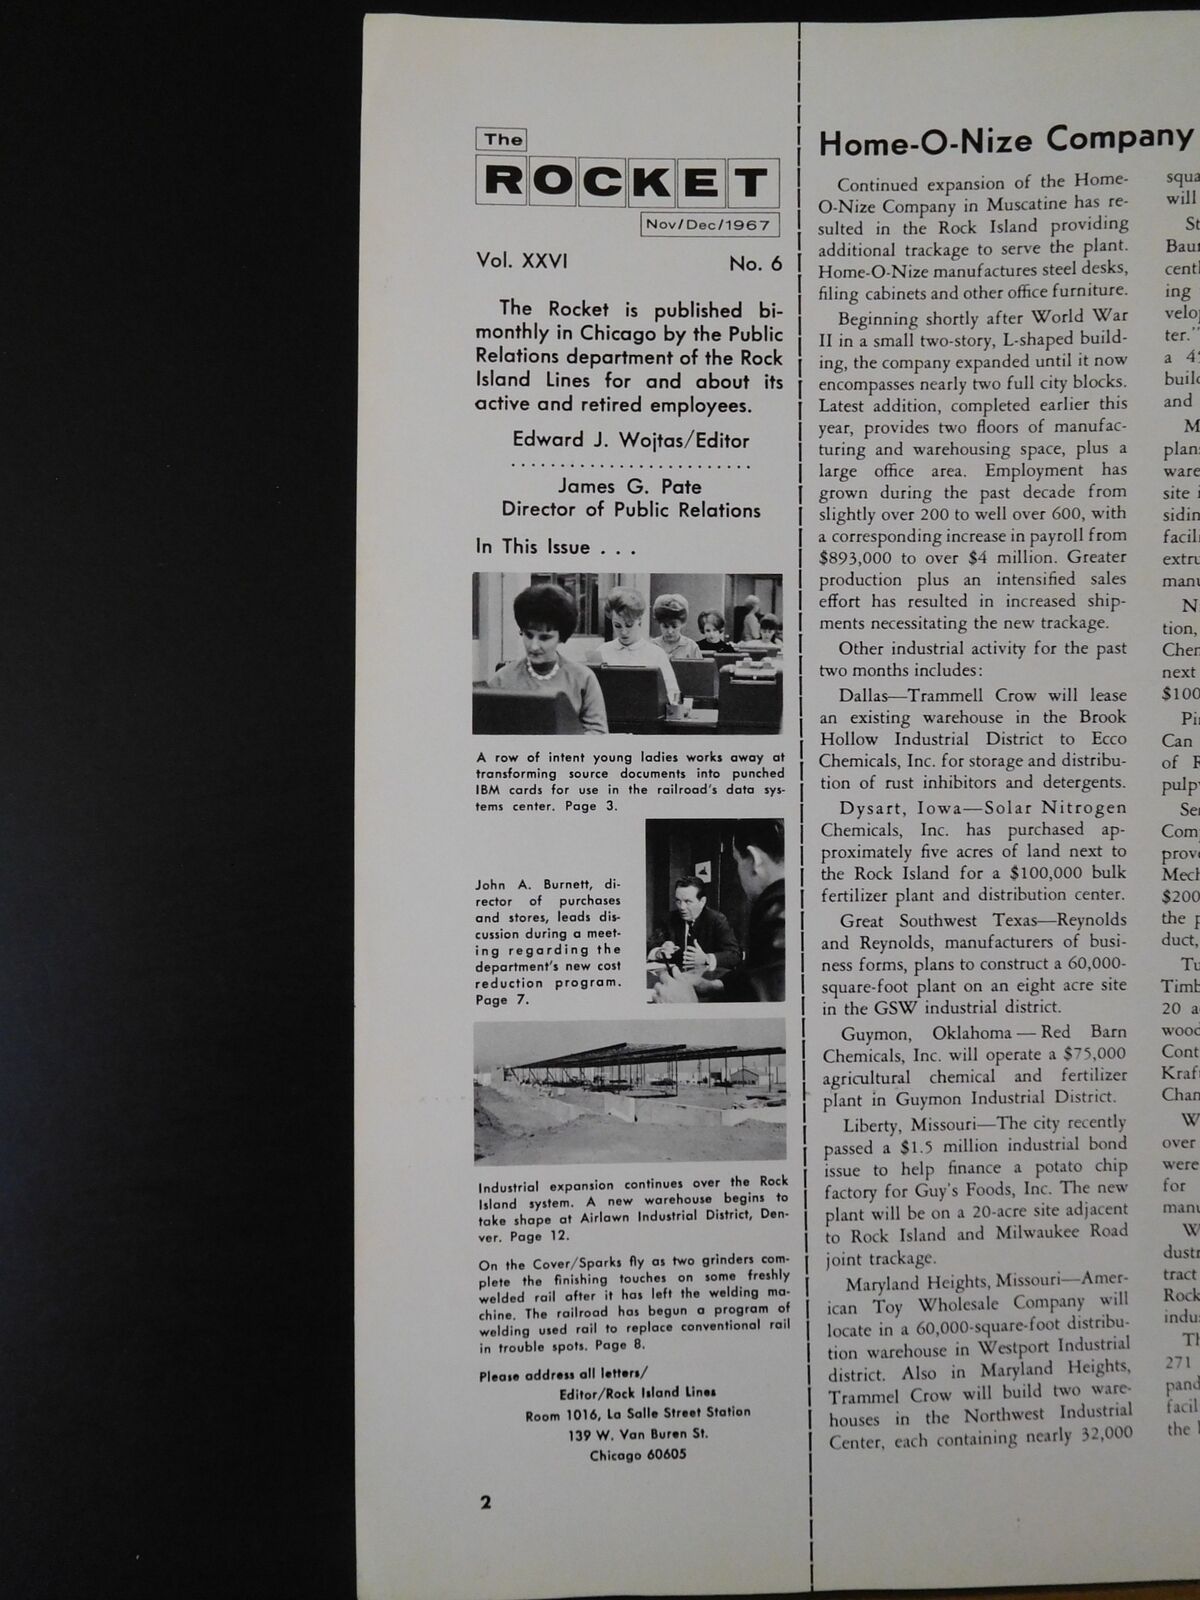 The
ROCKET
Nov/Dec/1967
Vol. XXVI No. 6
The Rocket is published bi-
monthly in Chicago by the Public
Relations department of the Rock
Island Lines for and about its
active and retired employees.
Edward J. Wojtas/Editor
James G. Pate
Director of Public Relations
In This Issue . . .
A row of intent young ladies works away at
transforming source documents into punched
IBM cards for use in the railroad's data sys-
tems center. Page 3.
John A. Burnett, di-
rector of purchases
and stores, leads dis-
cussion during a meet-
ing regarding the
department's new cost
reduction program.
Page 7.
Industrial expansion continues over the Rock
Island system. A new warehouse begins to
take shape at Airlawn Industrial District, Den-
ver. Page 12.
On the Cover/Sparks fly as two grinders com-
plete the finishing touches on some freshly
welded rail after it has left the welding ma-
chine. The railroad has begun a program of
welding used rail to replace conventional rail
in trouble spots. Page 8.
Please address all letters/
Editor/Rock Island Lines
Room 1016, La Salle Street Station
139 W. Van Buren St.
Chicago 60605
2
Home-O-Nize Company
Continued expansion of the Home-
O-Nize Company in Muscatine has re-
sulted in the Rock Island providing
additional trackage to serve the plant.
Home-O-Nize manufactures steel desks,
filing cabinets and other office furniture.
Beginning shortly after World War
II in a small two-story, L-shaped build-
ing, the company expanded until it now
encompasses nearly two full city blocks.
Latest addition, completed earlier this
year, provides two floors of manufac-
turing and warehousing space, plus a
large office area. Employment has
grown during the past decade from
slightly over 200 to well over 600, with
a corresponding increase in payroll from
$893,000 to over $4 million. Greater
production plus an intensified sales
effort has resulted in increased ship-
ments necessitating the new trackage.
Other industrial activity for the past
two months includes:
Dallas—Trammell Crow will lease
an existing warehouse in the Brook
Hollow Industrial District to Ecco
Chemicals, Inc. for storage and distribu-
tion of rust inhibitors and detergents.
Dysart, Iowa—Solar Nitrogen
Chemicals, Inc. has purchased ap-
proximately five acres of land next to
the Rock Island for a $100,000 bulk
fertilizer plant and distribution center.
Great Southwest Texas—Reynolds
and Reynolds, manufacturers of busi-
ness forms, plans to construct a 60,000-
square-foot plant on an eight acre site
in the GSW industrial district.
Guymon, Oklahoma — Red Barn
Chemicals, Inc. will operate a $75,000
agricultural chemical and fertilizer
plant in Guymon Industrial District.
Liberty, Missouri—The city recently
passed a $1.5 million industrial bond
issue to help finance a potato chip
factory for Guy's Foods, Inc. The new
plant will be on a 20-acre site adjacent
to Rock Island and Milwaukee Road
joint trackage.
Maryland Heights, Missouri—Amer-
ican Toy Wholesale Company will
locate in a 60,000-square-foot distribu-
tion warehouse in Westport Industrial
district. Also in Maryland Heights,
Trammel Crow will build two ware-
houses in the Northwest Industrial
Center, each containing nearly 32,000
will
ing
ter."
and
site
next
of
the
20
over
were
for
tract
271
the